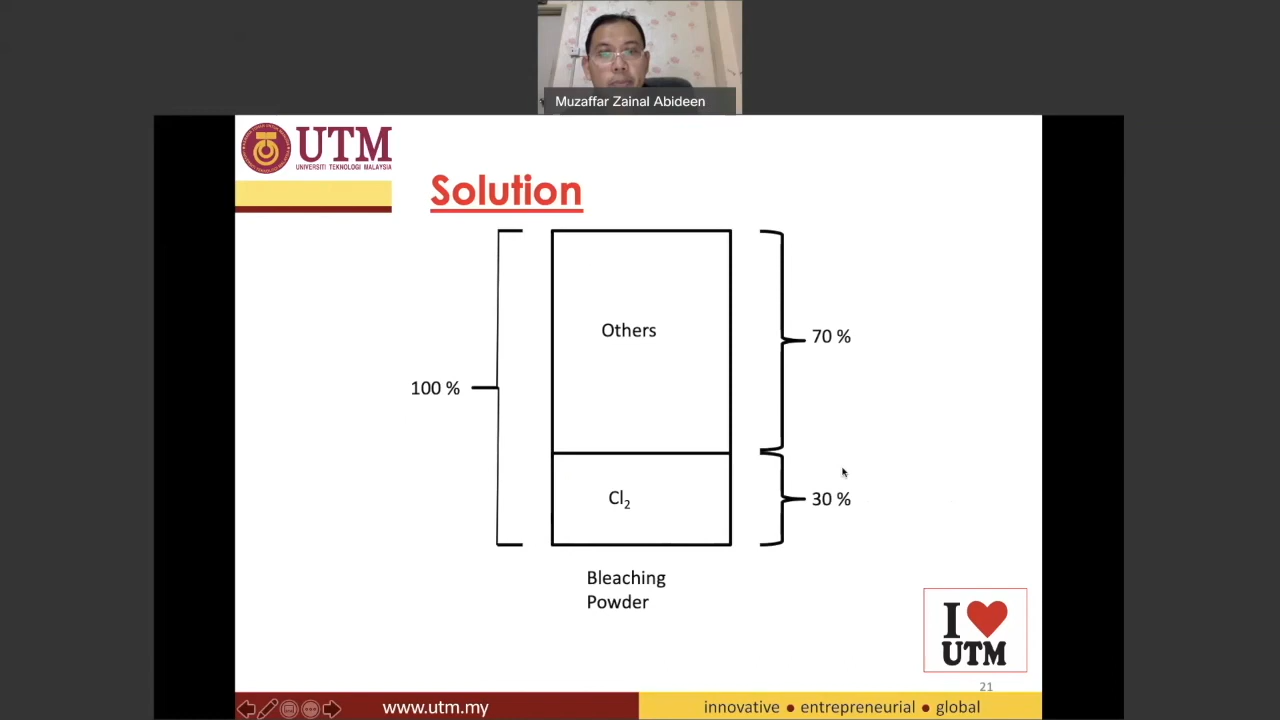 Muzaffar Zainal Abideen
UTM
UNIVERSITI TEKNOLOGI MALAYSIA
Solution
Others
70 %
100 %
Cl₂
30 %
Bleaching
Powder
I ❤
UTM
21
www.utm.my
innovative ● entrepreneurial ● global